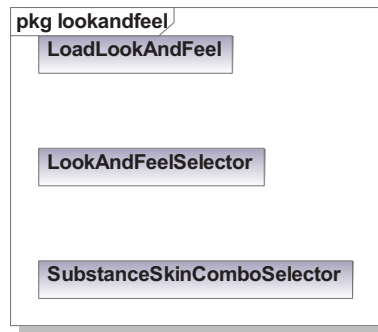 pkg lookandfeel
LoadLookAndFeel
LookAndFeelSelector
SubstanceSkinComboSelector